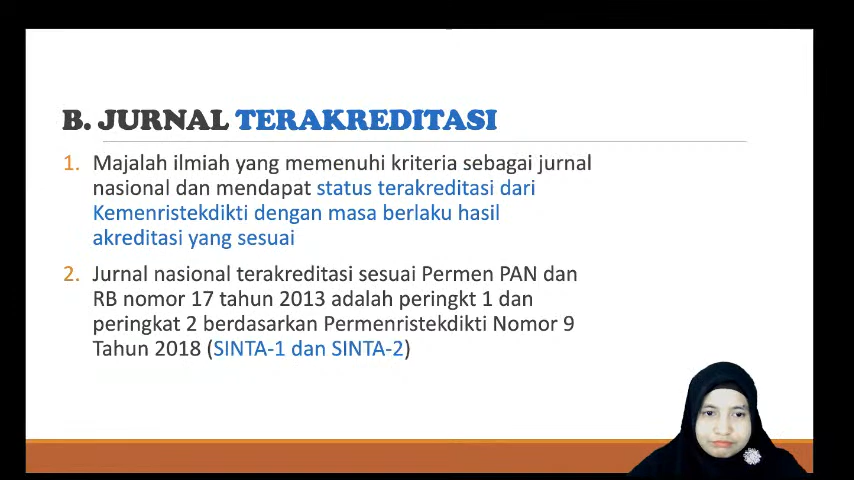 B. JURNAL TERAKREDITASI
1. Majalah ilmiah yang memenuhi kriteria sebagai jurnal
nasional dan mendapat status terakreditasi dari
Kemenristekdikti dengan masa berlaku hasil
akreditasi yang sesuai
2. Jurnal nasional terakreditasi sesuai Permen PAN dan
RB nomor 17 tahun 2013 adalah peringkt 1 dan
peringkat 2 berdasarkan Permenristekdikti Nomor 9
Tahun 2018 (SINTA-1 dan SINTA-2)